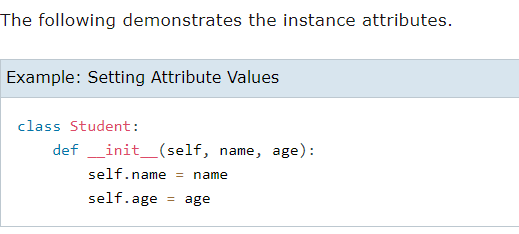 The following demonstrates the instance attributes.
Example: Setting Attribute Values
class Student:
    def __init__(self, name, age):
        self.name = name
        self.age = age